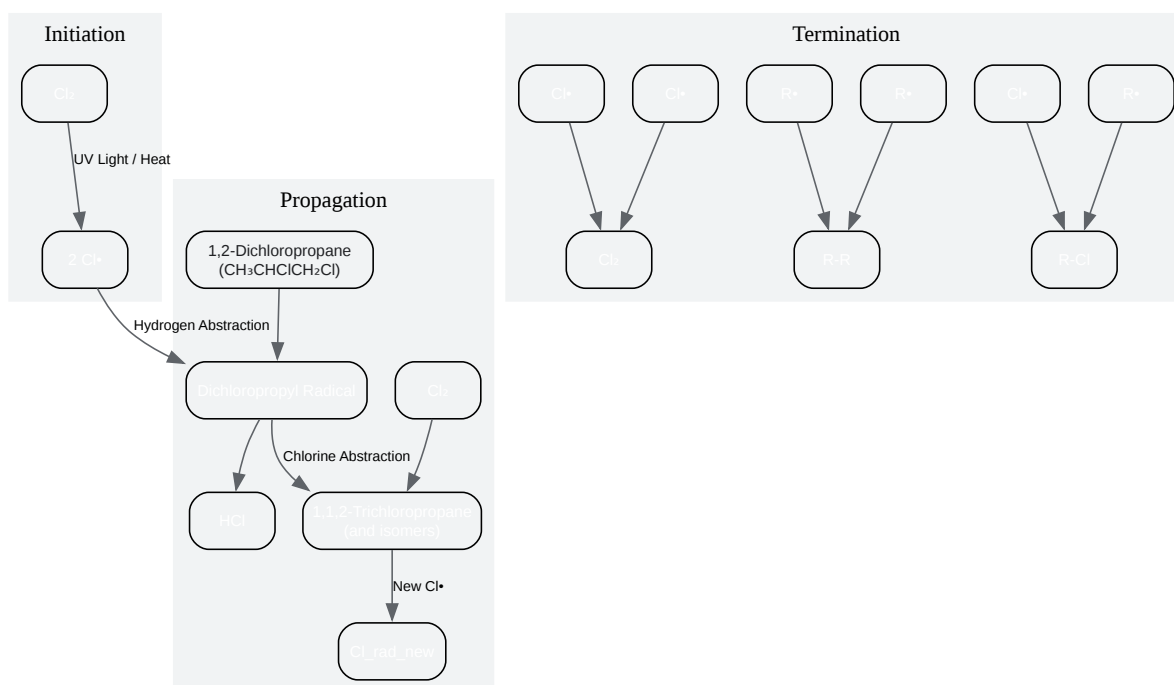 Initiation
Cl₂
UV Light / Heat
2 Cl•
Propagation
1,2-Dichloropropane
(CH₃CHClCH₂Cl)
Hydrogen Abstraction
Dichloropropyl Radical
Cl₂
Chlorine Abstraction
HCl
1,1,2-Trichloropropane
(and isomers)
New Cl•
Cl_rad_new
Termination
Cl•
Cl•
R•
R•
Cl•
R•
Cl₂
R-R
R-Cl